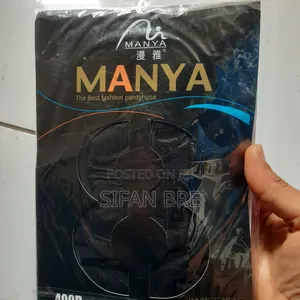 MANYA
漫雅
MANYA
The Best fashion pantyhose
POSTED ON
SIFAN BRE